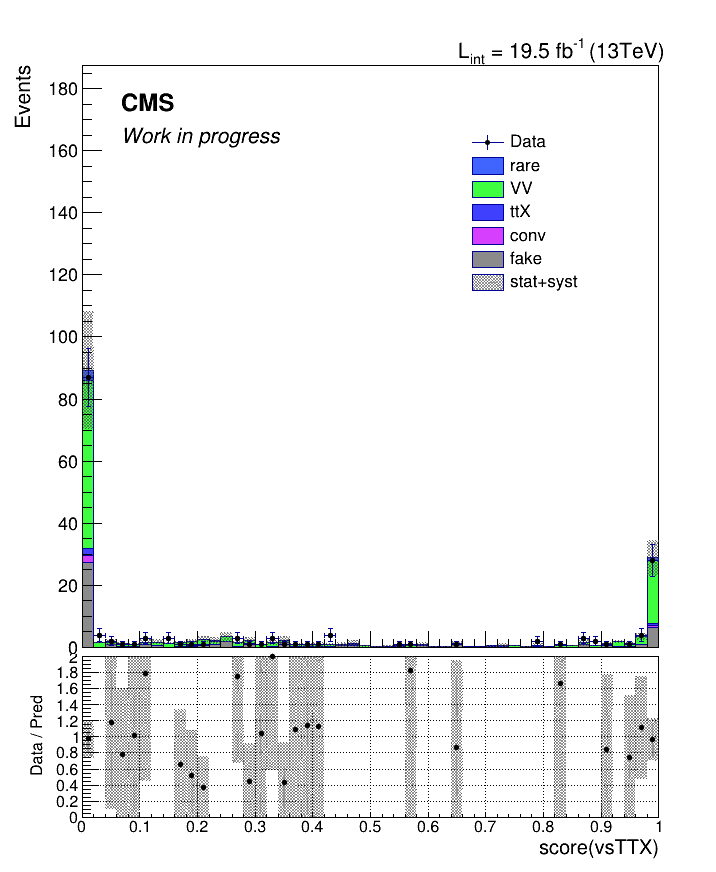 L_int = 19.5 fb^-1 (13TeV)
Events
CMS
Work in progress
180
160
140
120
100
80
60
40
20
0
Data
rare
VV
ttX
conv
fake
stat+syst
Data / Pred
2
1.8
1.6
1.4
1.2
1
0.8
0.6
0.4
0.2
0
0 0.1 0.2 0.3 0.4 0.5 0.6 0.7 0.8 0.9 1
score(vsTTX)